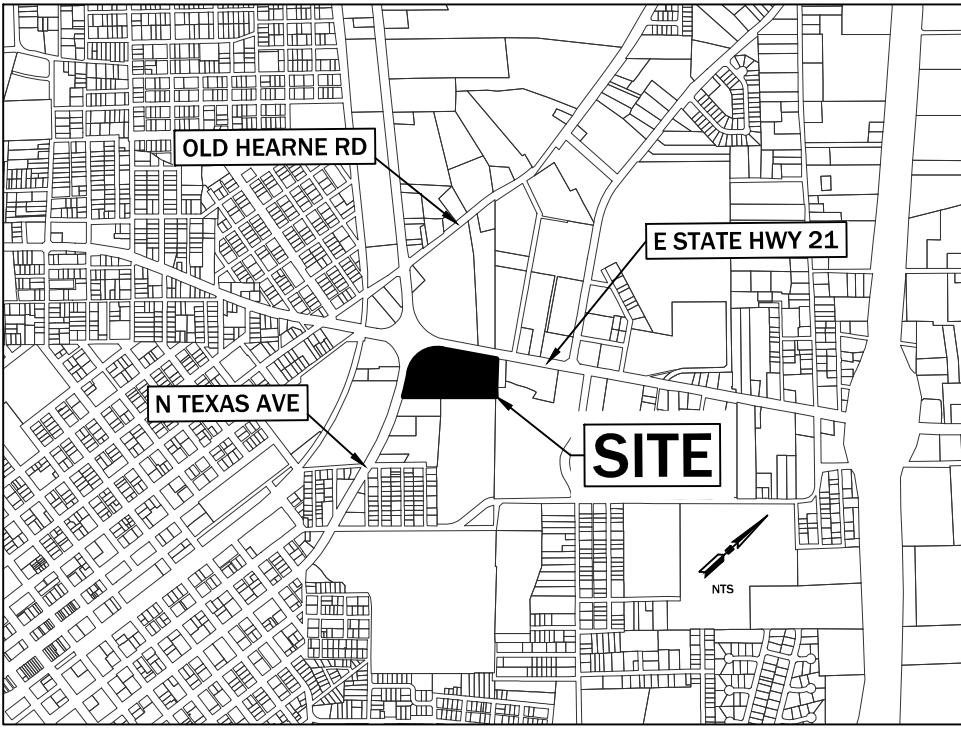 OLD HEARNE RD
E STATE HWY 21
N TEXAS AVE
SITE
NTS